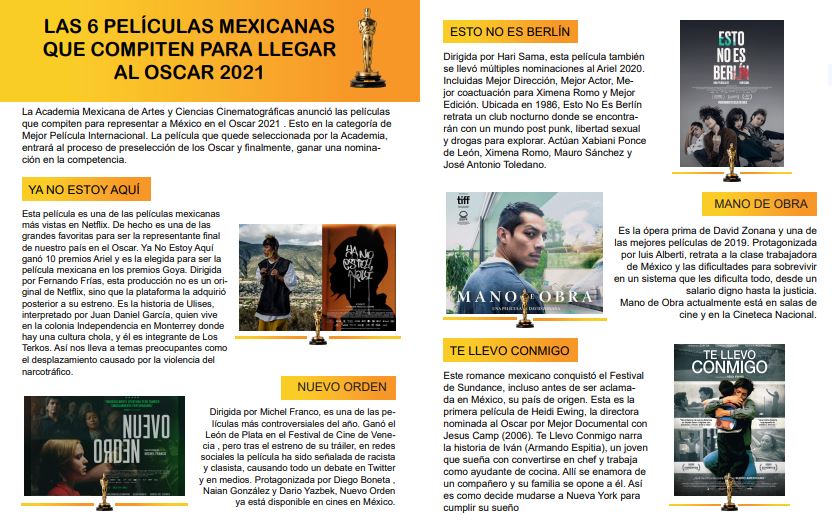 LAS 6 PELÍCULAS MEXICANAS
QUE COMPITEN PARA LLEGAR
AL OSCAR 2021
La Academia Mexicana de Artes y Ciencias Cinematográficas anunció las películas
que compiten para representar a México en el Oscar 2021 . Esto en la categoría de
Mejor Película Internacional. La película que quede seleccionada por la Academia,
entrará al proceso de preselección de los Oscar y finalmente, ganar una nomina-
ción en la competencia.
YA NO ESTOY AQUÍ
Esta película es una de las películas mexicanas
más vistas en Netflix. De hecho es una de las
grandes favoritas para ser la representante final
de nuestro país en el Oscar. Ya No Estoy Aquí
ganó 10 premios Ariel y es la elegida para ser la
película mexicana en los premios Goya. Dirigida
por Fernando Frías, esta producción no es un ori-
ginal de Netflix, sino que la plataforma la adquirió
posterior a su estreno. Es la historia de Ulises,
interpretado por Juan Daniel García, quien vive
en la colonia Independencia en Monterrey donde
hay una cultura chola, y él es integrante de Los
Terkos. Así nos lleva a temas preocupantes como
el desplazamiento causado por la violencia del
narcotráfico.
YA NO
ESTOY
AQUÍ
NUEVO ORDEN
Dirigida por Michel Franco, es una de las pe-
lículas más controversiales del año. Ganó el
León de Plata en el Festival de Cine de Vene-
cia , pero tras el estreno de su tráiler, en redes
sociales la película ha sido señalada de racista
y clasista, causando todo un debate en Twitter
y en medios. Protagonizada por Diego Boneta ,
Naian González y Dario Yazbek, Nuevo Orden
ya está disponible en cines en México.
NUEVO
ORDEN
ESTO NO ES BERLÍN
Dirigida por Hari Sama, esta película también
se llevó múltiples nominaciones al Ariel 2020.
Incluidas Mejor Dirección, Mejor Actor, Me-
jor coactuación para Ximena Romo y Mejor
Edición. Ubicada en 1986, Esto No Es Berlín
retrata un club nocturno donde se encontra-
rán con un mundo post punk, libertad sexual
y drogas para explorar. Actúan Xabiani Ponce
de León, Ximena Romo, Mauro Sánchez y
José Antonio Toledano.
ESTO
NO ES
BERLÍN
MANO DE OBRA
Es la ópera prima de David Zonana y una de
las mejores películas de 2019. Protagonizada
por luis Alberti, retrata a la clase trabajadora
de México y las dificultades para sobrevivir
en un sistema que les dificulta todo, desde un
salario digno hasta la justicia.
Mano de Obra actualmente está en salas de
cine y en la Cineteca Nacional.
tiff
MANO DE OBRA
UNA PELÍCULA DE DAVID ZONANA
TE LLEVO CONMIGO
Este romance mexicano conquistó el Festival
de Sundance, incluso antes de ser aclama-
da en México, su país de origen. Esta es la
primera película de Heidi Ewing, la directora
nominada al Oscar por Mejor Documental con
Jesus Camp (2006). Te Llevo Conmigo narra
la historia de Iván (Armando Espitia), un joven
que sueña con convertirse en chef y trabaja
como ayudante de cocina. Allí se enamora de
un compañero y su familia se opone a él. Así
es como decide mudarse a Nueva York para
cumplir su sueño
TE LLEVO
CONMIGO